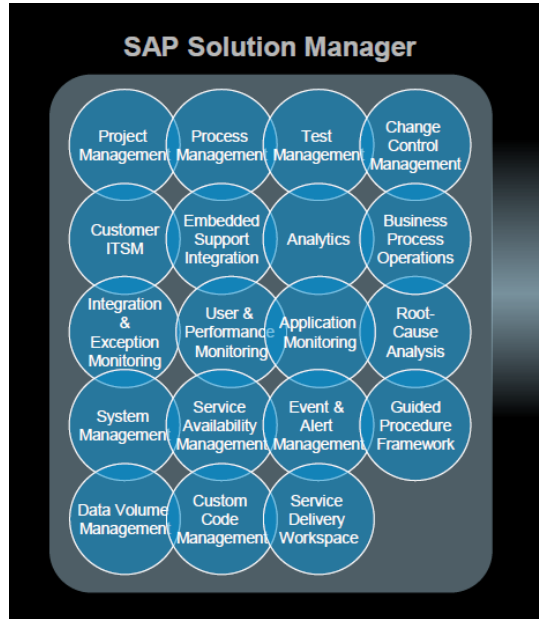 SAP Solution Manager
Project
Management
Process
Management
Test
Management
Change
Control
Management
Customer
ITSM
Embedded
Support
Integration
Analytics
Business
Process
Operations
Integration
&
Exception
Monitoring
User &
Performance
Monitoring
Application
Monitoring
Root-
Cause
Analysis
System
Management
Service
Availability
Management
Event &
Alert
Management
Guided
Procedure
Framework
Data Volume
Management
Custom
Code
Management
Service
Delivery
Workspace